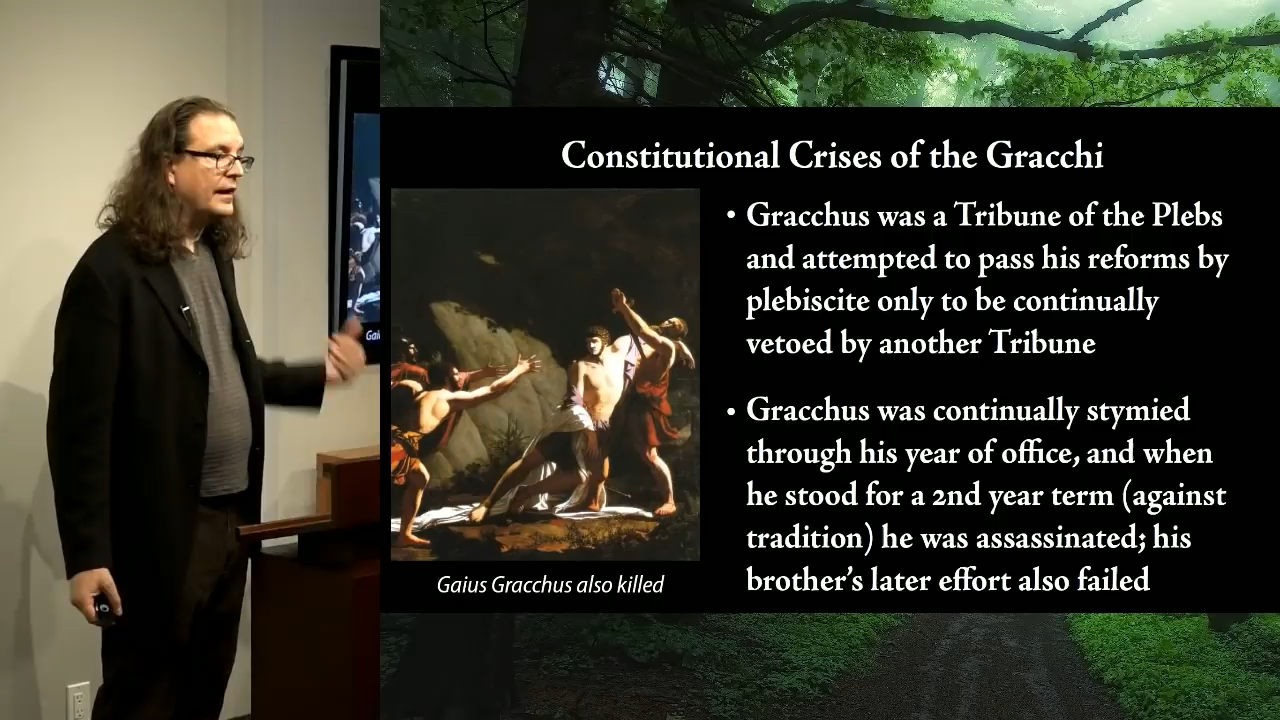 Constitutional Crises of the Gracchi
• Gracchus was a Tribune of the Plebs
and attempted to pass his reforms by
plebiscite only to be continually
vetoed by another Tribune
• Gracchus was continually stymied
through his year of office, and when
he stood for a 2nd year term (against
tradition) he was assassinated; his
brother's later effort also failed
Gaius Gracchus also killed
Gaiu